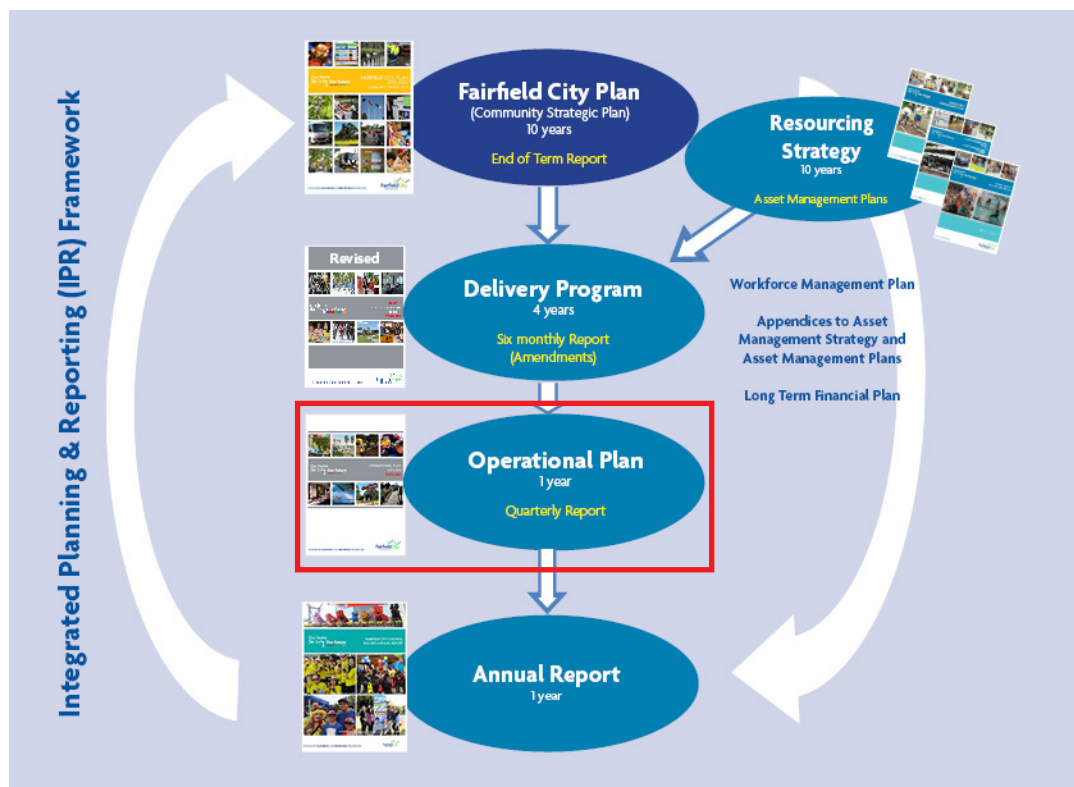 Integrated Planning & Reporting (IPR) Framework
Fairfield City Plan
(Community Strategic Plan)
10 years
End of Term Report
Resourcing
Strategy
10 years
Asset Management Plans
Revised
Delivery Program
4 years
Six monthly Report
(Amendments)
Workforce Management Plan
Appendices to Asset
Management Strategy and
Asset Management Plans
Long Term Financial Plan
Operational Plan
1 year
Quarterly Report
Annual Report
1 year